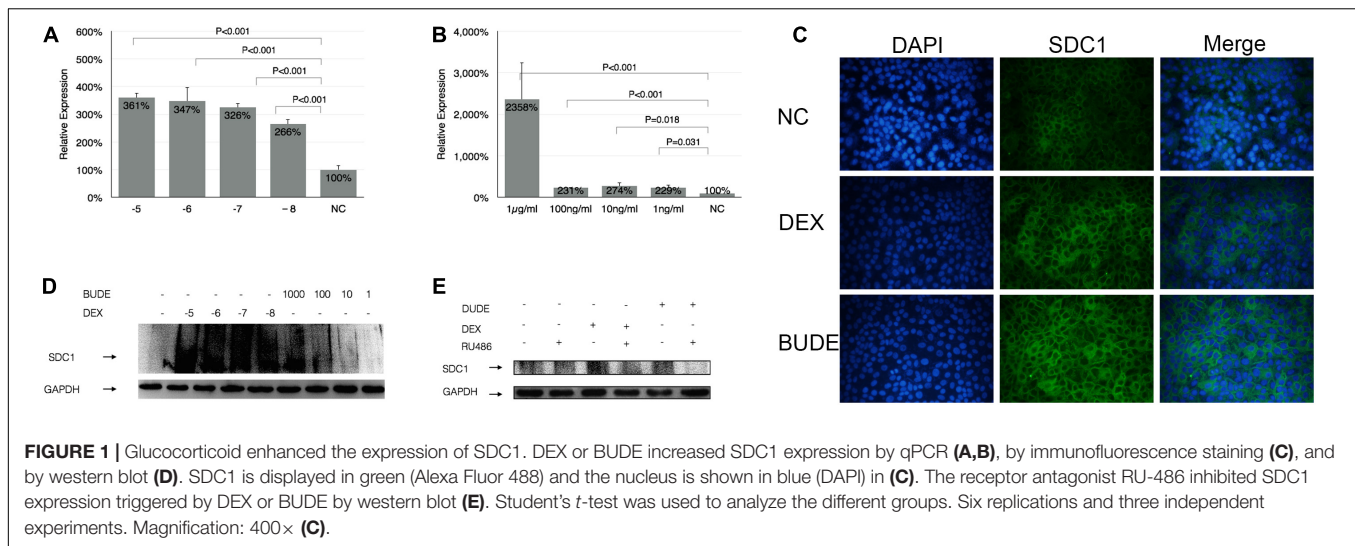 A
600%
500%
400%
300%
200%
100%
0%
Relative Expression
P<0.001
P<0.001
P<0.001
P<0.001
361%
347%
326%
266%
100%
-5
-6
-7
-8
NC
B
4,000%
3,000%
2,000%
1,000%
0%
Relative Expression
P<0.001
P<0.001
P=0.018
P=0.031
2358%
231%
274%
229%
100%
1µg/ml
100ng/ml
10ng/ml
1ng/ml
NC
C
DAPI
SDC1
Merge
NC
DEX
BUDE
D
BUDE - - - - - 1000 100 10 1
DEX - -5 -6 -7 -8 - - - -
SDC1 →
GAPDH →
E
DUDE - - - - + +
DEX - - + + - -
RU486 - + - + - +
SDC1 →
GAPDH →
FIGURE 1 | Glucocorticoid enhanced the expression of SDC1. DEX or BUDE increased SDC1 expression by qPCR (A,B), by immunofluorescence staining (C), and
by western blot (D). SDC1 is displayed in green (Alexa Fluor 488) and the nucleus is shown in blue (DAPI) in (C). The receptor antagonist RU-486 inhibited SDC1
expression triggered by DEX or BUDE by western blot (E). Student's t-test was used to analyze the different groups. Six replications and three independent
experiments. Magnification: 400× (C).